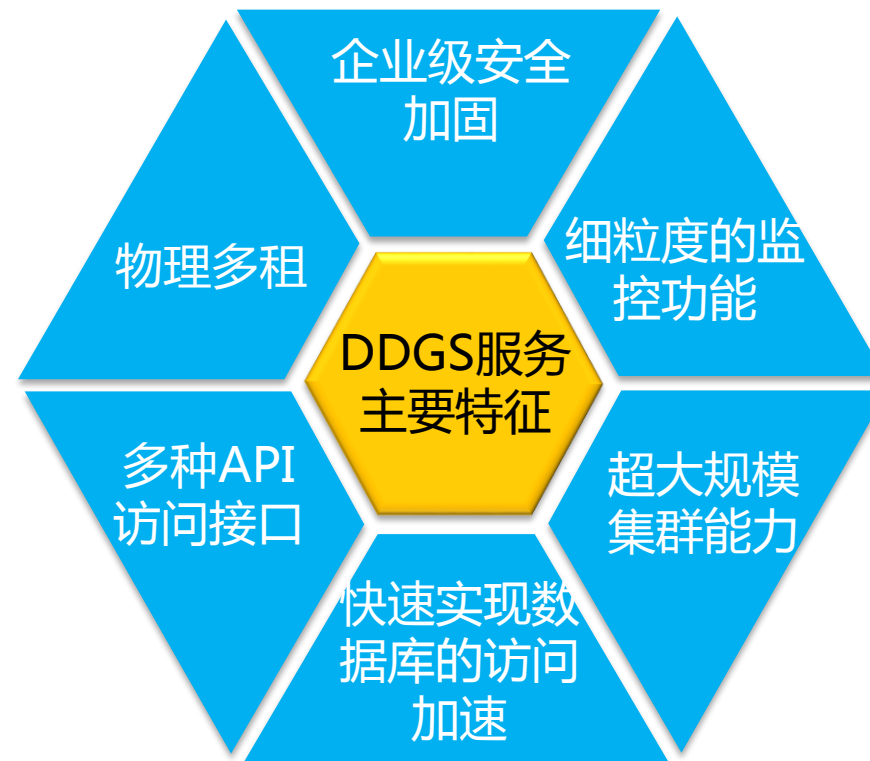 企业级安全
加固
细粒度的监
控功能
物理多租
DDGS服务
主要特征
多种API
访问接口
超大规模
集群能力
快速实现数
据库的访问
加速